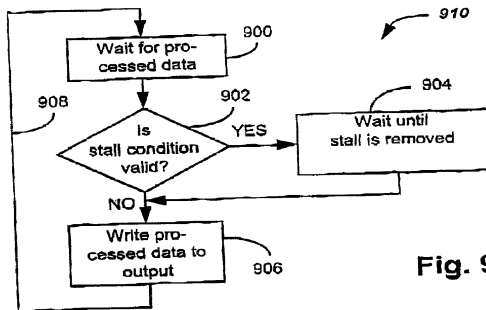 910
Wait for pro-
cessed data
900
908
902
904
Is
stall condition
valid?
YES
Wait until
stall is removed
NO
Write pro-
cessed data to
output
906
Fig. 9